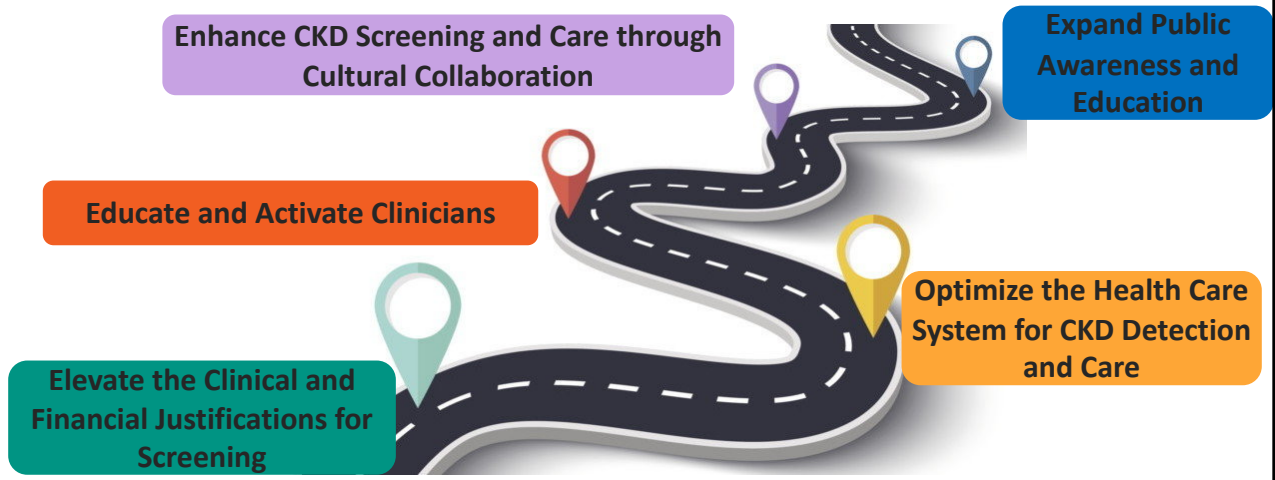 Enhance CKD Screening and Care through
Cultural Collaboration
Expand Public
Awareness and
Education
Educate and Activate Clinicians
Optimize the Health Care
System for CKD Detection
and Care
Elevate the Clinical and
Financial Justifications for
Screening